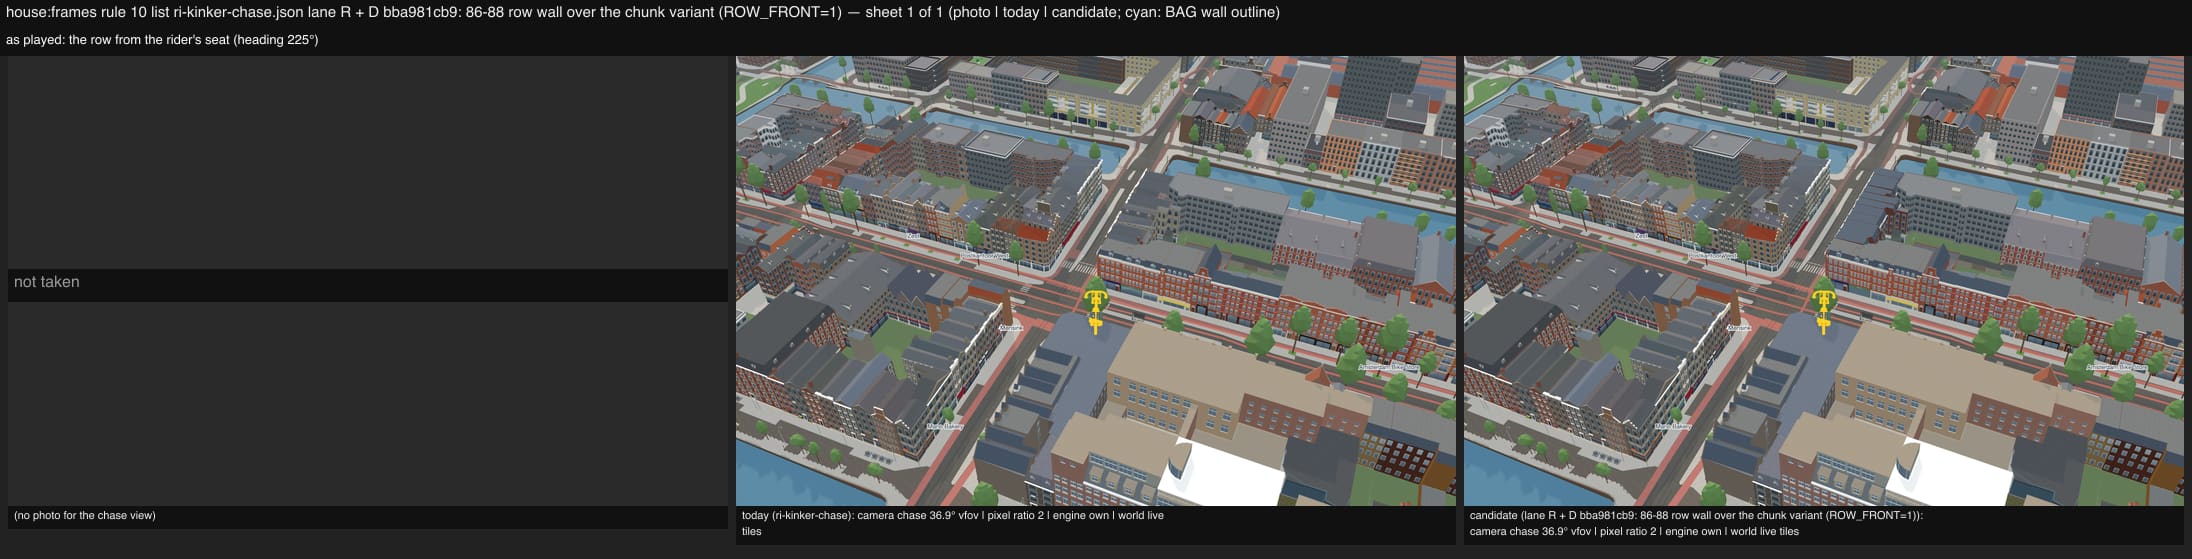 house:frames rule 10 list ri-kinker-chase.json lane R + D bba981cb9: 86-88 row wall over the chunk variant (ROW_FRONT=1) — sheet 1 of 1 (photo | today | candidate; cyan: BAG wall outline)
as played: the row from the rider's seat (heading 225°)
not taken
(no photo for the chase view)
today (ri-kinker-chase): camera chase 36.9° vfov | pixel ratio 2 | engine own | world live
tiles
candidate (lane R + D bba981cb9: 86-88 row wall over the chunk variant (ROW_FRONT=1)):
camera chase 36.9° vfov | pixel ratio 2 | engine own | world live tiles